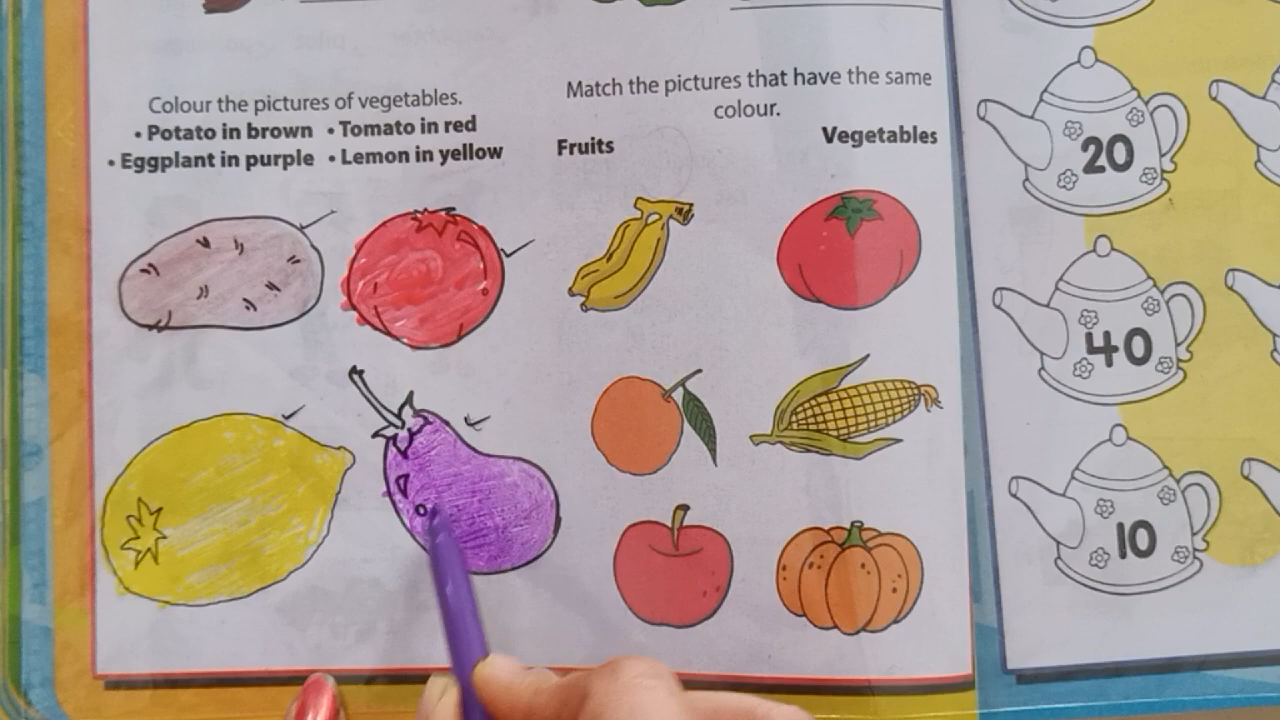 Colour the pictures of vegetables.
• Potato in brown • Tomato in red
• Eggplant in purple • Lemon in yellow
Match the pictures that have the same
colour.
Fruits Vegetables
20
40
10